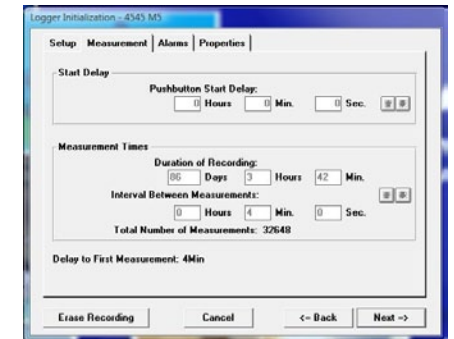 Logger Initialization - 4545 M5
Setup Measurement Alarms Properties
Start Delay
Pushbutton Start Delay:
0 Hours 0 Min. 0 Sec.
Measurement Times
Duration of Recording:
86 Days 3 Hours 42 Min.
Interval Between Measurements:
0 Hours 4 Min. 0 Sec.
Total Number of Measurements: 32648
Delay to First Measurement: 4Min
Erase Recording Cancel <- Back Next ->